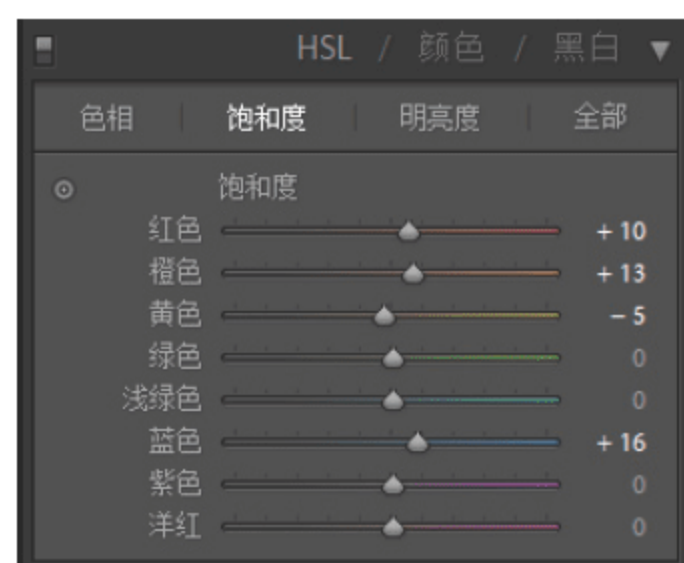 HSL / 颜色 / 黑白 ▼
色相 | 饱和度 | 明亮度 | 全部
饱和度
红色 + 10
橙色 + 13
黄色 − 5
绿色 0
浅绿色 0
蓝色 + 16
紫色 0
洋红 0